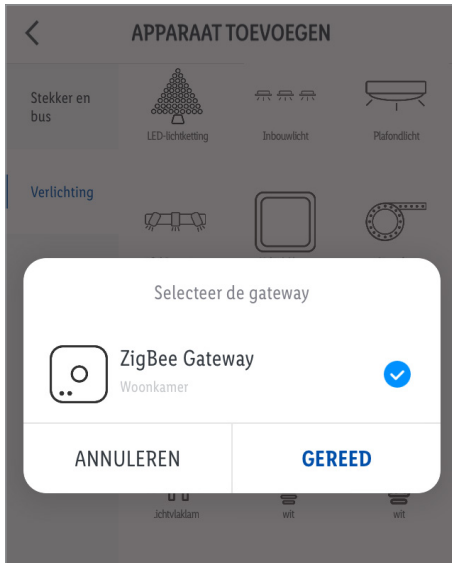 APPARAAT TOEVOEGEN
Stekker en
bus
LED-lichtketting
Inbouwlicht
Plafondlicht
Verlichting
Selecteer de gateway
ZigBee Gateway
Woonkamer
ANNULEREN
GEREED
wit
wit